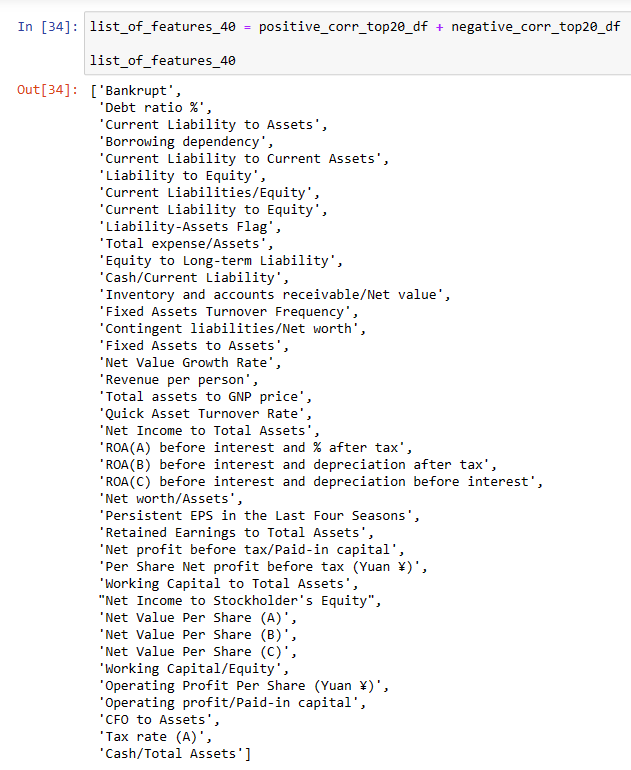 In [34]: list_of_features_40 = positive_corr_top20_df + negative_corr_top20_df
list_of_features_40
Out[34]: ['Bankrupt',
'Debt ratio %',
'Current Liability to Assets',
'Borrowing dependency',
'Current Liability to Current Assets',
'Liability to Equity',
'Current Liabilities/Equity',
'Current Liability to Equity',
'Liability-Assets Flag',
'Total expense/Assets',
'Equity to Long-term Liability',
'Cash/Current Liability',
'Inventory and accounts receivable/Net value',
'Fixed Assets Turnover Frequency',
'Contingent liabilities/Net worth',
'Fixed Assets to Assets',
'Net Value Growth Rate',
'Revenue per person',
'Total assets to GNP price',
'Quick Asset Turnover Rate',
'Net Income to Total Assets',
'ROA(A) before interest and % after tax',
'ROA(B) before interest and depreciation after tax',
'ROA(C) before interest and depreciation before interest',
'Net worth/Assets',
'Persistent EPS in the Last Four Seasons',
'Retained Earnings to Total Assets',
'Net profit before tax/Paid-in capital',
'Per Share Net profit before tax (Yuan ¥)',
'Working Capital to Total Assets',
"Net Income to Stockholder's Equity",
'Net Value Per Share (A)',
'Net Value Per Share (B)',
'Net Value Per Share (C)',
'Working Capital/Equity',
'Operating Profit Per Share (Yuan ¥)',
'Operating profit/Paid-in capital',
'CFO to Assets',
'Tax rate (A)',
'Cash/Total Assets']